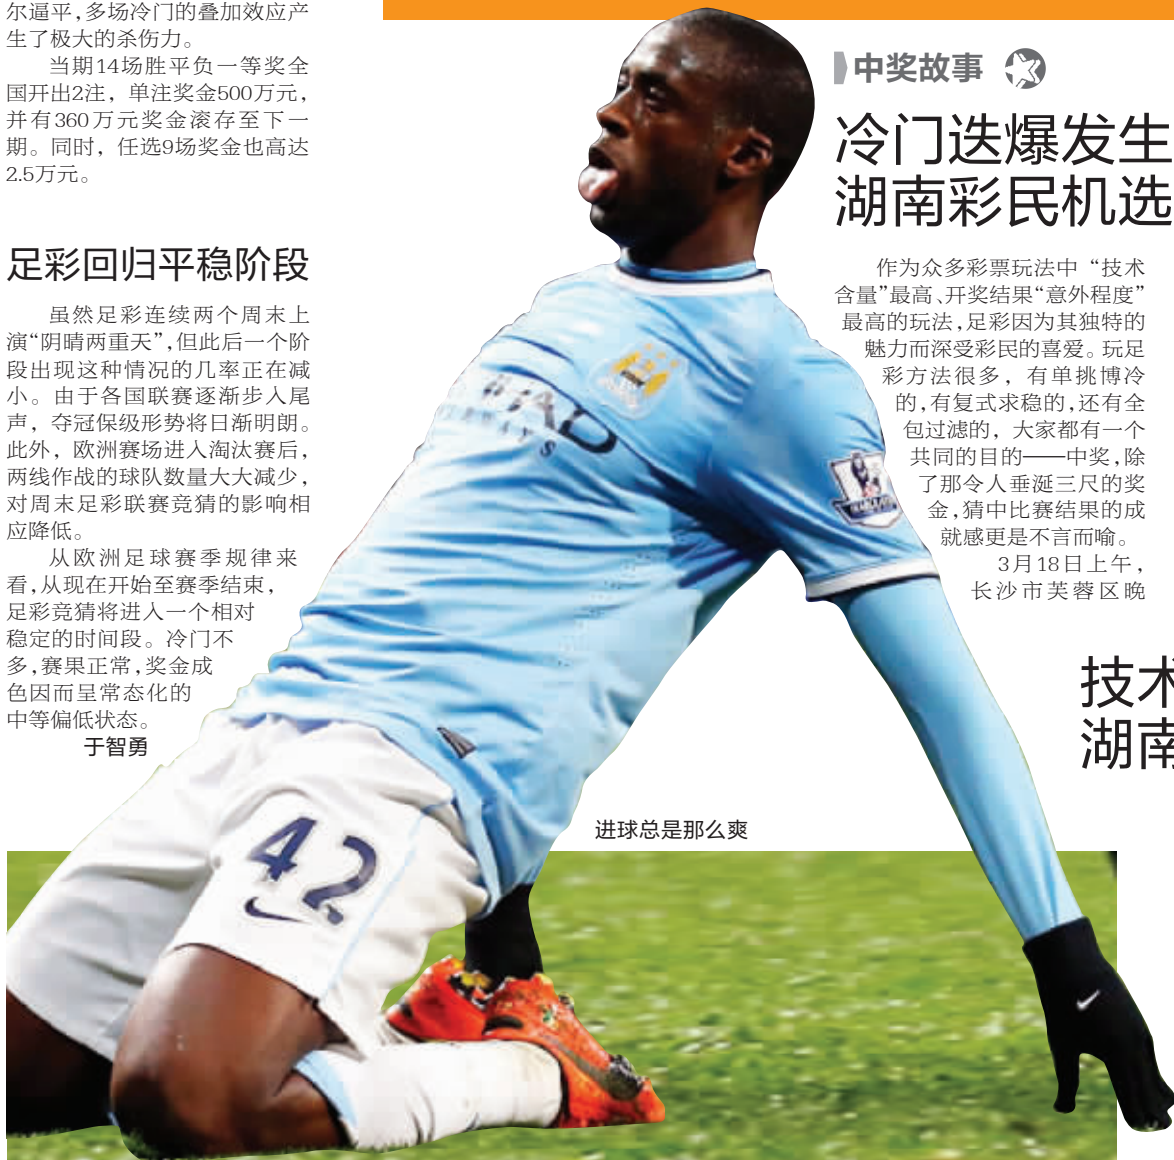 尔逼平,多场冷门的叠加效应产
生了极大的杀伤力。
当期14场胜平负一等奖全
国开出2注，单注奖金500万元，
并有360万元奖金滚存至下一
期。同时，任选9场奖金也高达
2.5万元。
足彩回归平稳阶段
虽然足彩连续两个周末上
演“阴晴两重天”,但此后一个阶
段出现这种情况的几率正在减
小。由于各国联赛逐渐步入尾
声，夺冠保级形势将日渐明朗。
此外，欧洲赛场进入淘汰赛后，
两线作战的球队数量大大减少，
对周末足彩联赛竞猜的影响相
应降低。
从欧洲足球赛季规律来
看,从现在开始至赛季结束，
足彩竞猜将进入一个相对
稳定的时间段。冷门不
多,赛果正常,奖金成
色因而呈常态化的
中等偏低状态。
于智勇
中奖故事
冷门迭爆发生
湖南彩民机选
作为众多彩票玩法中“技术
含量”最高、开奖结果“意外程度”
最高的玩法,足彩因为其独特的
魅力而深受彩民的喜爱。玩足
彩方法很多，有单挑博冷
的,有复式求稳的,还有全
包过滤的，大家都有一个
共同的目的——中奖,除
了那令人垂涎三尺的奖
金,猜中比赛结果的成
就感更是不言而喻。
3月18日上午，
长沙市芙蓉区晚
技术
湖南
进球总是那么爽
42